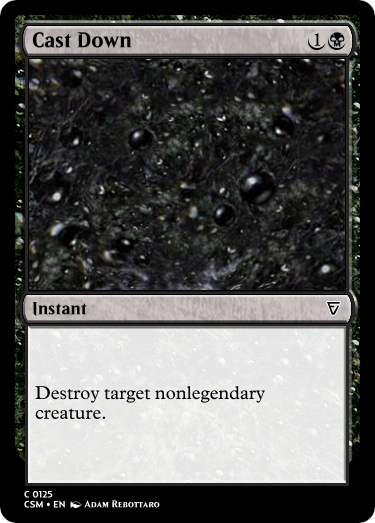 Cast Down 1
Instant
Destroy target nonlegendary
creature.
C 0125
CSM • EN ADAM REBOTTARO